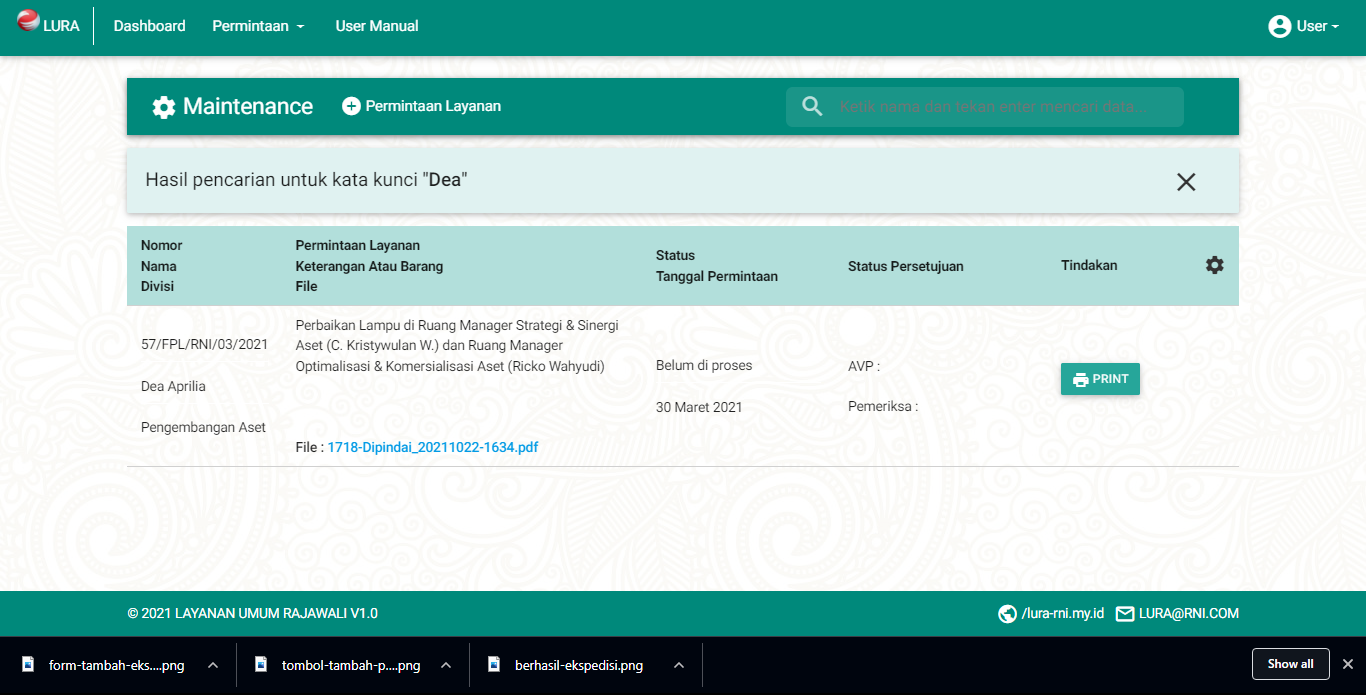 LURA
Dashboard
Permintaan
User Manual
User
Maintenance
Permintaan Layanan
Ketik nama dan tekan enter mencari data...
Hasil pencarian untuk kata kunci "Dea"
Nomor
Nama
Divisi
Permintaan Layanan
Keterangan Atau Barang
File
Status
Tanggal Permintaan
Status Persetujuan
Tindakan
57/FPL/RNI/03/2021
Dea Aprilia
Pengembangan Aset
Perbaikan Lampu di Ruang Manager Strategi & Sinergi
Aset (C. Kristywulan W.) dan Ruang Manager
Optimalisasi & Komersialisasi Aset (Ricko Wahyudi)
File : 1718-Dipindai_20211022-1634.pdf
Belum di proses
30 Maret 2021
AVP :
Pemeriksa :
PRINT
© 2021 LAYANAN UMUM RAJAWALI V1.0
/lura-rni.my.id
LURA@RNI.COM
form-tambah-eks....png
tombol-tambah-p....png
berhasil-ekspedisi.png
Show all